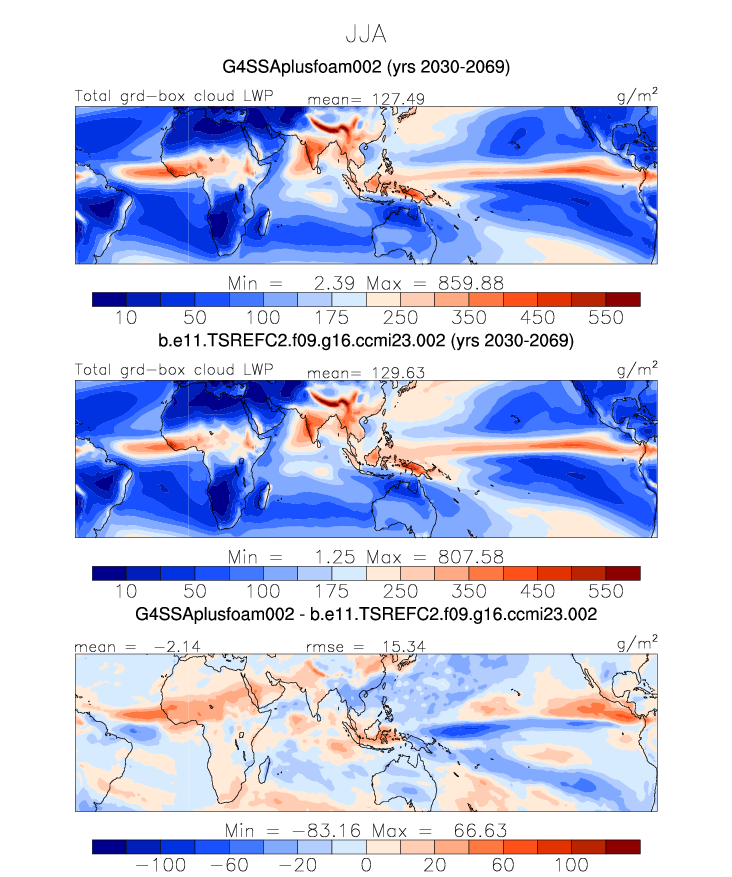 JJA
G4SSAplusfoam002 (yrs 2030-2069)
Total grd-box cloud LWP mean= 127.49 g/m²
Min = 2.39 Max = 859.88
10 50 100 175 250 350 450 550
b.e11.TSREFC2.f09.g16.ccmi23.002 (yrs 2030-2069)
Total grd-box cloud LWP mean= 129.63 g/m²
Min = 1.25 Max = 807.58
10 50 100 175 250 350 450 550
G4SSAplusfoam002 - b.e11.TSREFC2.f09.g16.ccmi23.002
mean = -2.14 rmse = 15.34 g/m²
Min = -83.16 Max = 66.63
-100 -60 -20 0 20 60 100